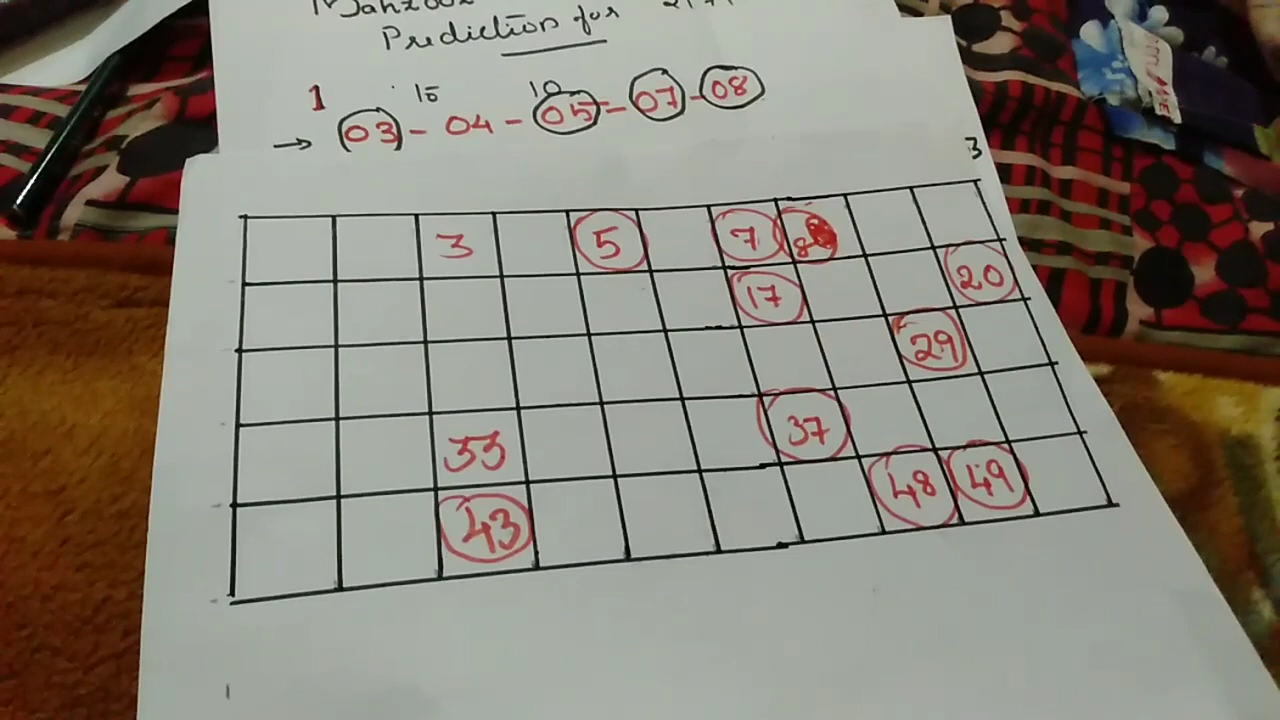 Prediction for
1 15 10
→ 03 - 04 - 05 = 07 - 08
3
3 5 7 8
17 20
29
33 37
43 48 49